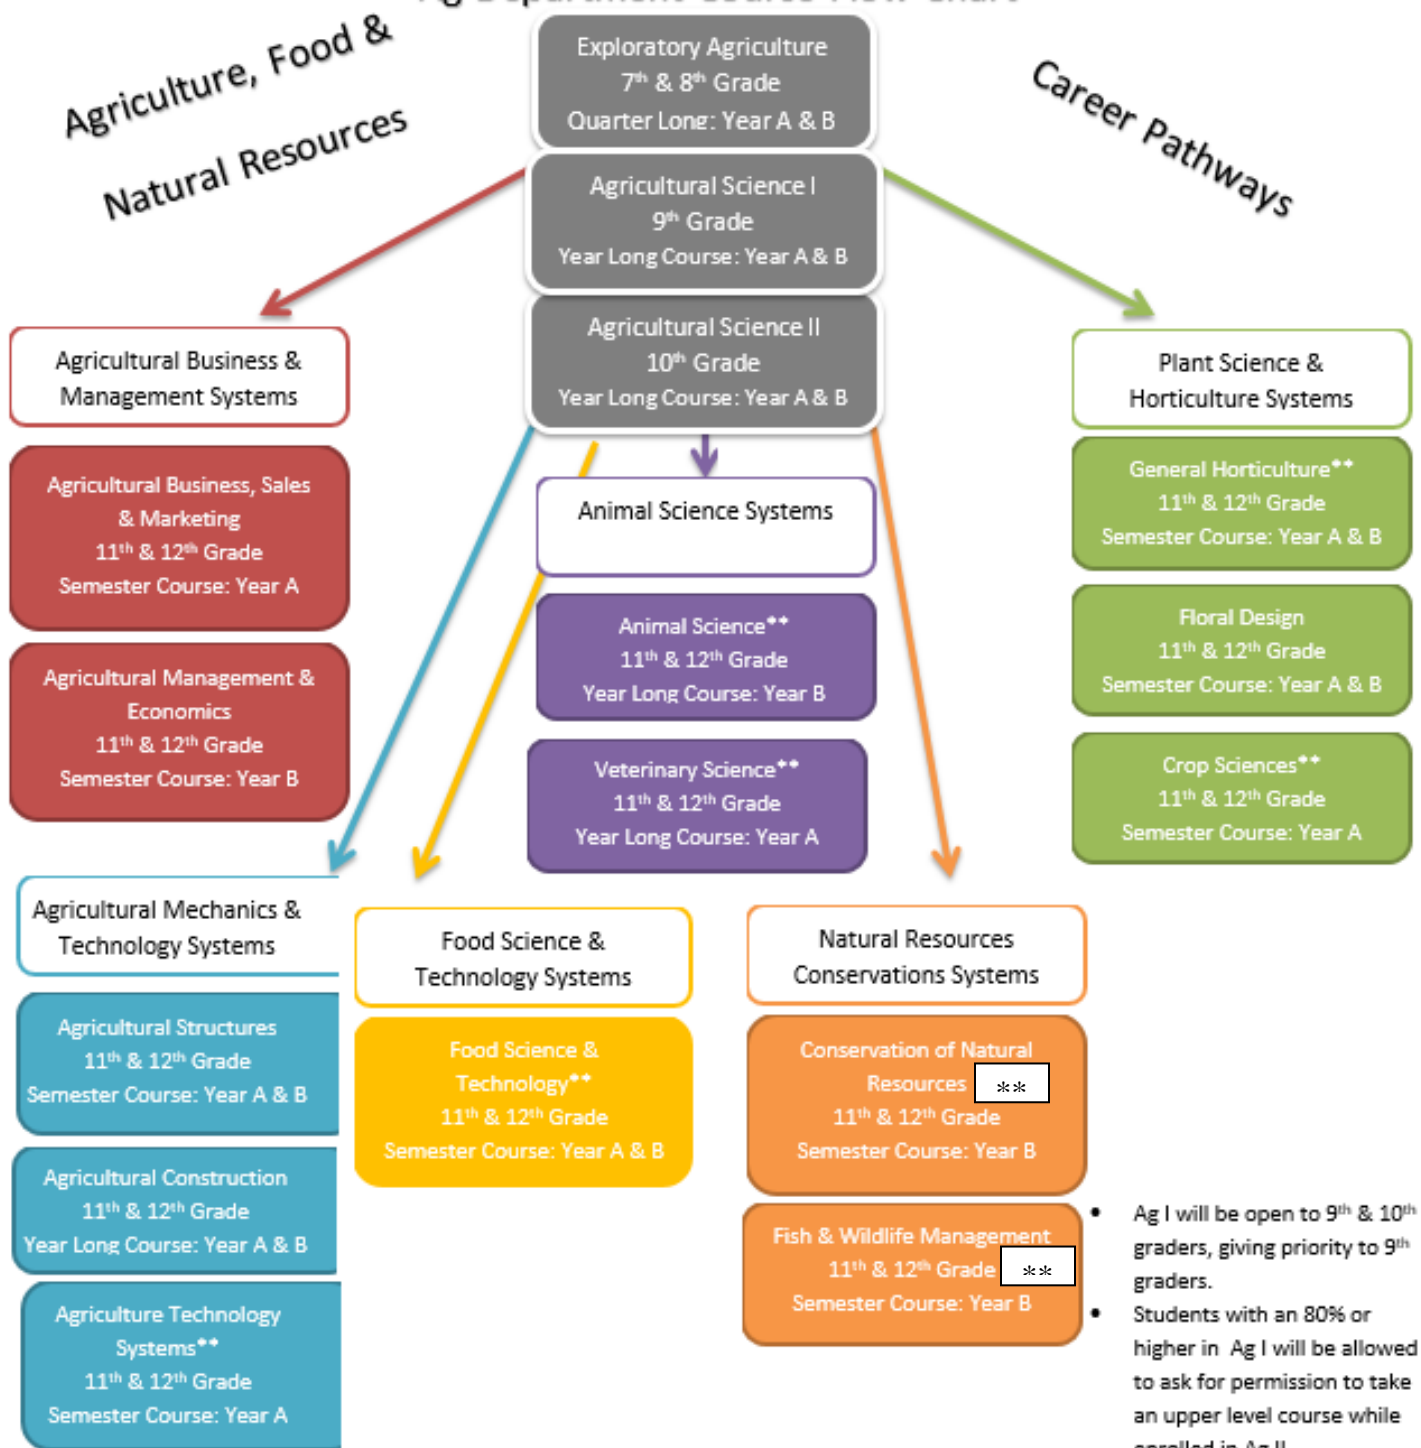 Ag Department Course Flow Chart
Agriculture, Food &
Natural Resources
Career Pathways
Exploratory Agriculture
7th & 8th Grade
Quarter Long: Year A & B
Agricultural Science I
9th Grade
Year Long Course: Year A & B
Agricultural Science II
10th Grade
Year Long Course: Year A & B
Agricultural Business &
Management Systems
Agricultural Business, Sales
& Marketing
11th & 12th Grade
Semester Course: Year A
Agricultural Management &
Economics
11th & 12th Grade
Semester Course: Year B
Animal Science Systems
Animal Science**
11th & 12th Grade
Year Long Course: Year B
Veterinary Science**
11th & 12th Grade
Year Long Course: Year A
Plant Science &
Horticulture Systems
General Horticulture**
11th & 12th Grade
Semester Course: Year A & B
Floral Design
11th & 12th Grade
Semester Course: Year A & B
Crop Sciences**
11th & 12th Grade
Semester Course: Year A
Agricultural Mechanics &
Technology Systems
Agricultural Structures
11th & 12th Grade
Semester Course: Year A & B
Agricultural Construction
11th & 12th Grade
Year Long Course: Year A & B
Agriculture Technology
Systems**
11th & 12th Grade
Semester Course: Year A
Food Science &
Technology Systems
Food Science &
Technology**
11th & 12th Grade
Semester Course: Year A & B
Natural Resources
Conservations Systems
Conservation of Natural
Resources **
11th & 12th Grade
Semester Course: Year B
Fish & Wildlife Management
11th & 12th Grade **
Semester Course: Year B
• Ag I will be open to 9th & 10th
graders, giving priority to 9th
graders.
• Students with an 80% or
higher in Ag I will be allowed
to ask for permission to take
an upper level course while
enrolled in Ag II